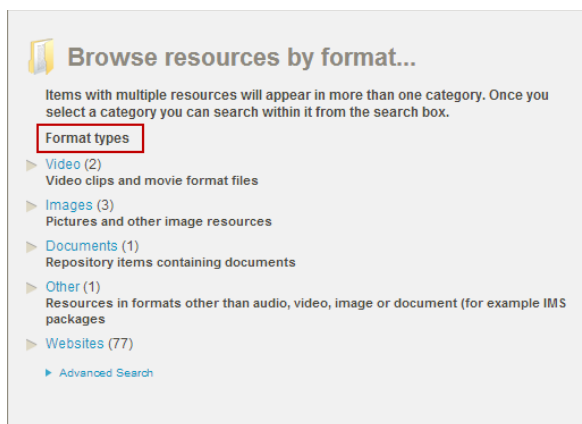 Browse resources by format...
Items with multiple resources will appear in more than one category. Once you
select a category you can search within it from the search box.
Format types
Video (2)
Video clips and movie format files
Images (3)
Pictures and other image resources
Documents (1)
Repository items containing documents
Other (1)
Resources in formats other than audio, video, image or document (for example IMS
packages
Websites (77)
Advanced Search